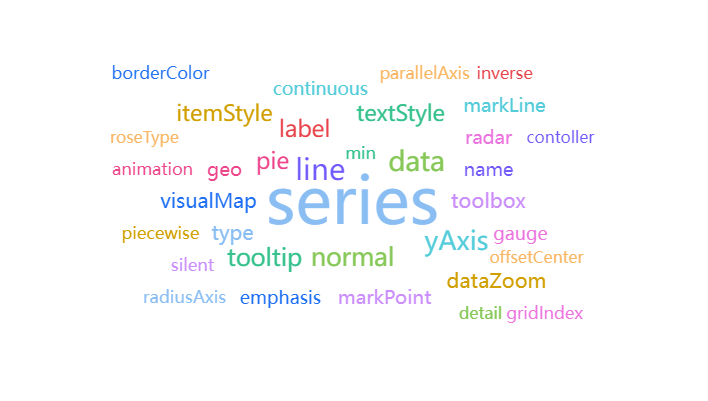 borderColor
parallelAxis
inverse
continuous
itemStyle
textStyle
markLine
label
roseType
radar
contoller
min
pie
line
data
animation
geo
name
visualMap
series
toolbox
piecewise
type
yAxis
gauge
tooltip
normal
offsetCenter
silent
dataZoom
radiusAxis
emphasis
markPoint
detail
gridIndex